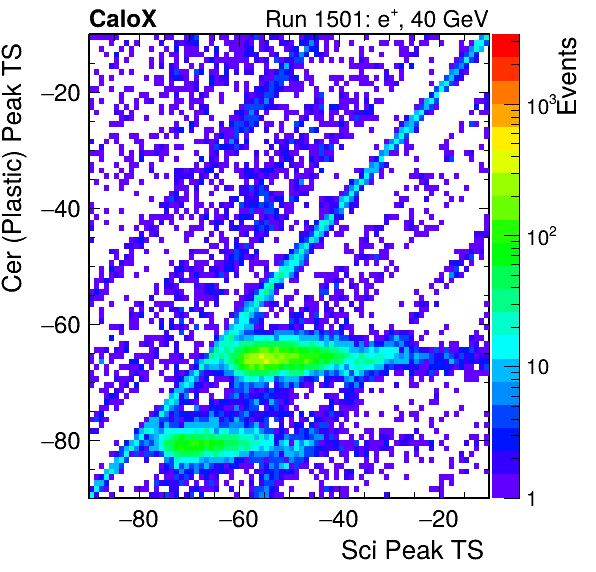 CaloX Run 1501: e⁺, 40 GeV
Cer (Plastic) Peak TS
−20
−40
−60
−80
−80 −60 −40 −20
Sci Peak TS
Events
10³
10²
10
1